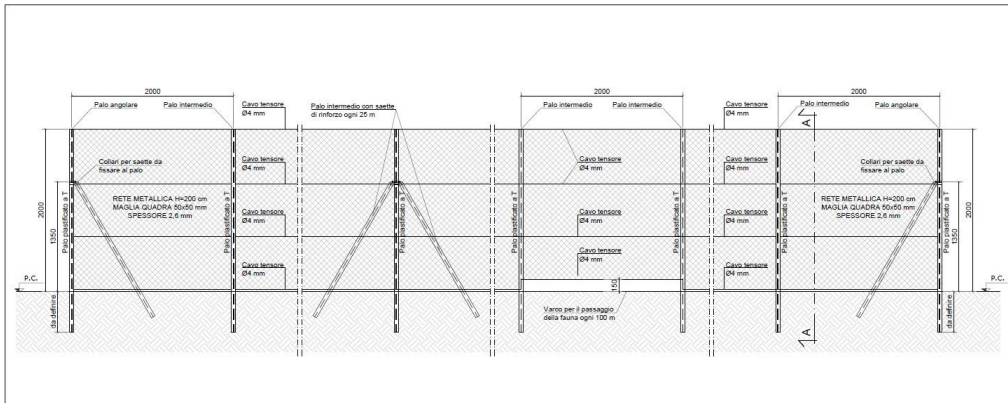 2000
2000
2000
Palo angolare
Palo intermedio
Cavo tensore
Ø4 mm
Palo intermedio con saette
di rinforzo ogni 25 m
Palo intermedio
Palo intermedio
Cavo tensore
Ø4 mm
Palo intermedio
Palo angolare
A
Collari per saette da
fissare al palo
Cavo tensore
Ø4 mm
Cavo tensore
Ø4 mm
Cavo tensore
Ø4 mm
Collari per saette da
fissare al palo
2000
1350
Palo plastificato a T
RETE METALLICA H=200 cm
MAGLIA QUADRA 50x50 mm
SPESSORE 2,6 mm
Palo plastificato a T
Cavo tensore
Ø4 mm
Palo plastificato a T
Palo plastificato a T
Cavo tensore
Ø4 mm
Palo plastificato a T
Cavo tensore
Ø4 mm
Palo plastificato a T
RETE METALLICA H=200 cm
MAGLIA QUADRA 50x50 mm
SPESSORE 2,6 mm
Palo plastificato a T
1350
2000
P.C.
Cavo tensore
Ø4 mm
Cavo tensore
Ø4 mm
150
Cavo tensore
Ø4 mm
P.C.
da definire
Varco per il passaggio
della fauna ogni 100 m
A
da definire